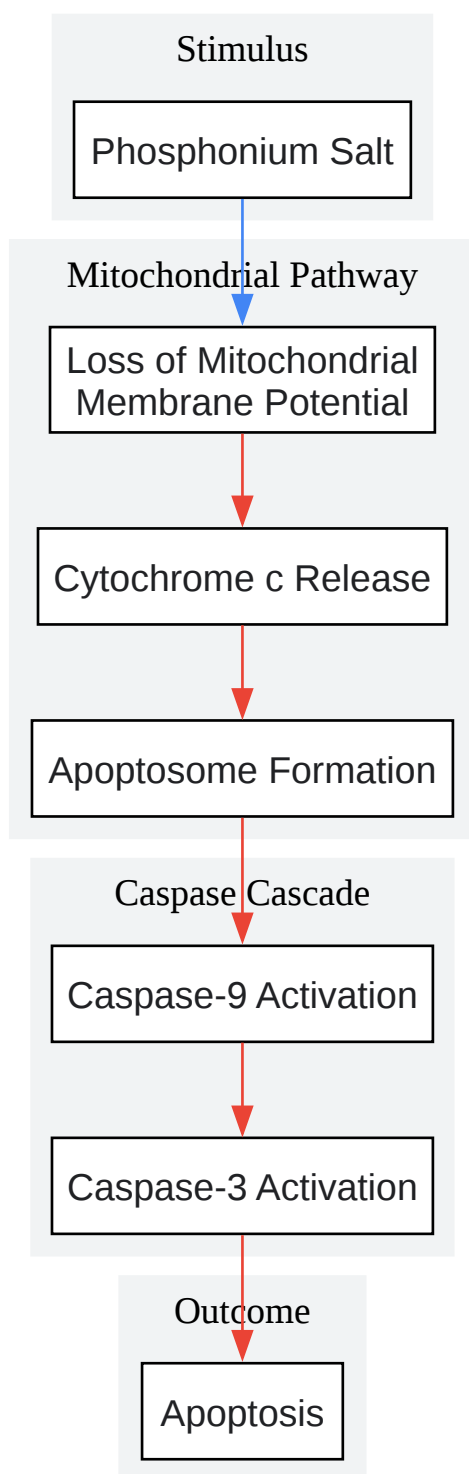 Stimulus
Phosphonium Salt
Mitochondrial Pathway
Loss of Mitochondrial
Membrane Potential
Cytochrome c Release
Apoptosome Formation
Caspase Cascade
Caspase-9 Activation
Caspase-3 Activation
Outcome
Apoptosis